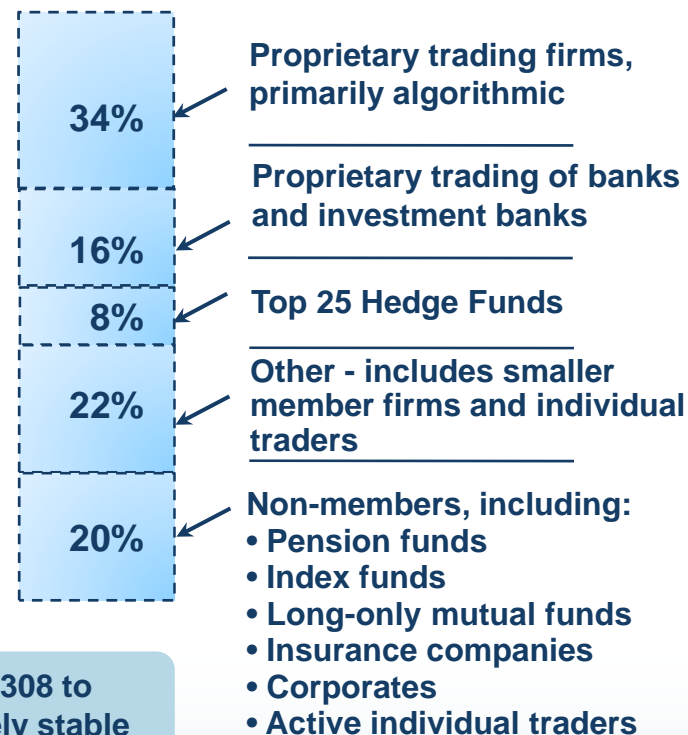 34%
Proprietary trading firms,
primarily algorithmic
16%
Proprietary trading of banks
and investment banks
8%
Top 25 Hedge Funds
22%
Other - includes smaller
member firms and individual
traders
20%
Non-members, including:
• Pension funds
• Index funds
• Long-only mutual funds
• Insurance companies
• Corporates
• Active individual traders
308 to
stable